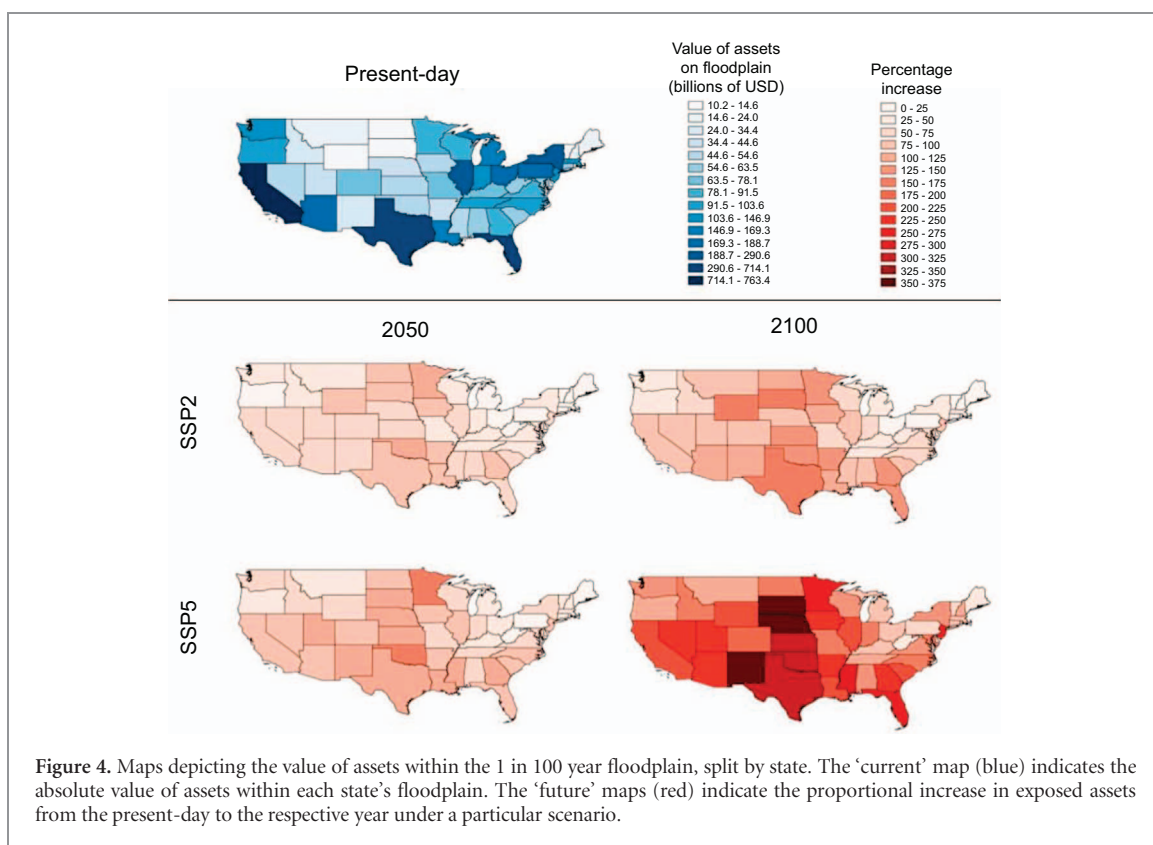 Present-day
Value of assets
on floodplain
(billions of USD)
10.2 - 14.6
14.6 - 24.0
24.0 - 34.4
34.4 - 44.6
44.6 - 54.6
54.6 - 63.5
63.5 - 78.1
78.1 - 91.5
91.5 - 103.6
103.6 - 146.9
146.9 - 169.3
169.3 - 188.7
188.7 - 290.6
290.6 - 714.1
714.1 - 763.4
Percentage
increase
0 - 25
25 - 50
50 - 75
75 - 100
100 - 125
125 - 150
150 - 175
175 - 200
200 - 225
225 - 250
250 - 275
275 - 300
300 - 325
325 - 350
350 - 375
2050
2100
SSP2
SSP5
Figure 4. Maps depicting the value of assets within the 1 in 100 year floodplain, split by state. The ‘current’ map (blue) indicates the
absolute value of assets within each state’s floodplain. The ‘future’ maps (red) indicate the proportional increase in exposed assets
from the present-day to the respective year under a particular scenario.